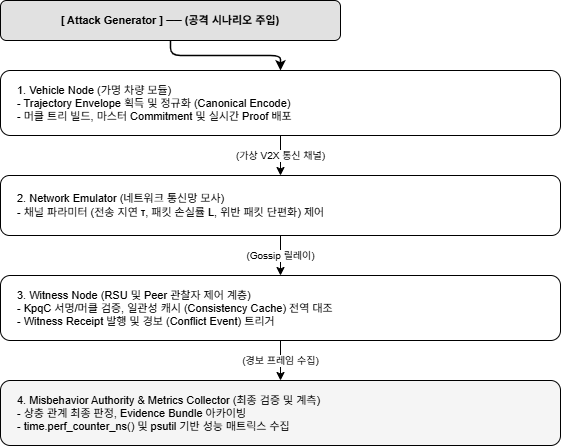 [ Attack Generator ] ── (공격 시나리오 주입)
1. Vehicle Node (가명 차량 모듈)
- Trajectory Envelope 획득 및 정규화 (Canonical Encode)
- 머클 트리 빌드, 마스터 Commitment 및 실시간 Proof 배포
(가상 V2X 통신 채널)
2. Network Emulator (네트워크 통신망 모사)
- 채널 파라미터 (전송 지연 τ, 패킷 손실률 L, 위반 패킷 단편화) 제어
(Gossip 릴레이)
3. Witness Node (RSU 및 Peer 관찰자 제어 계층)
- KpqC 서명/머클 검증, 일관성 캐시 (Consistency Cache) 전역 대조
- Witness Receipt 발행 및 경보 (Conflict Event) 트리거
(경보 프레임 수집)
4. Misbehavior Authority & Metrics Collector (최종 검증 및 계측)
- 상충 관계 최종 판정, Evidence Bundle 아카이빙
- time.perf_counter_ns() 및 psutil 기반 성능 매트릭스 수집